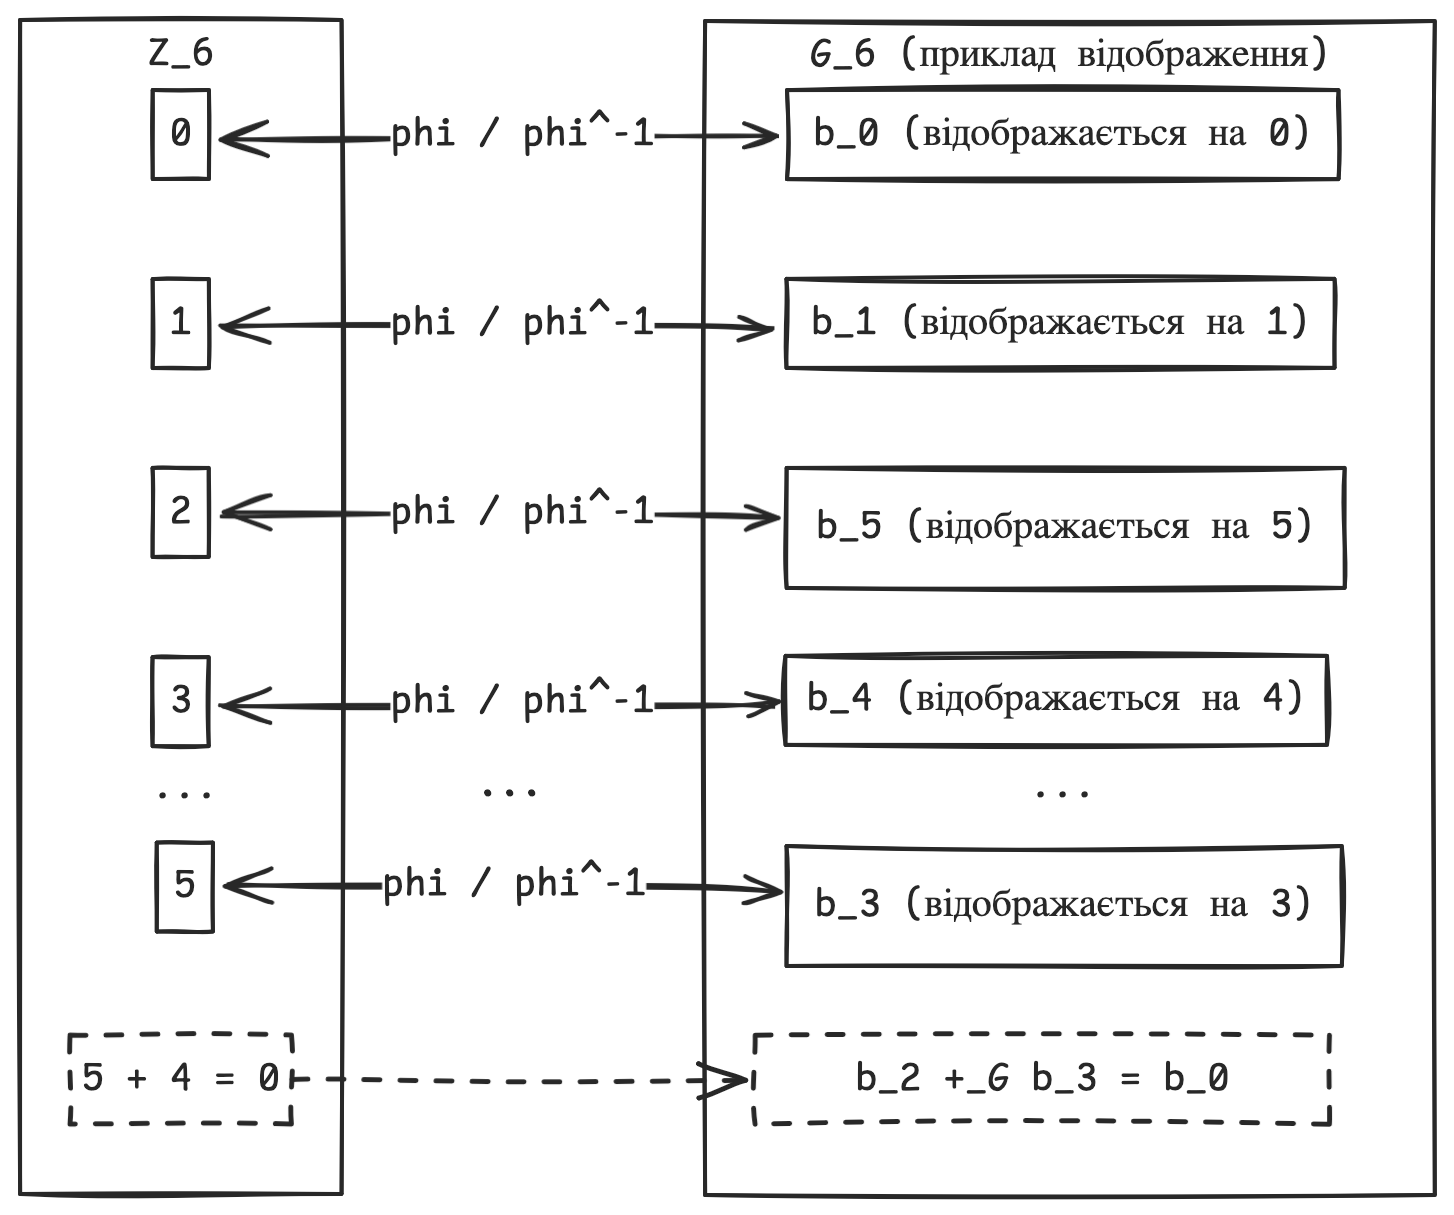 Z_6
G_6 (приклад відображення)
0
phi / phi^-1
b_0 (відображається на 0)
1
phi / phi^-1
b_1 (відображається на 1)
2
phi / phi^-1
b_5 (відображається на 5)
3
phi / phi^-1
b_4 (відображається на 4)
...
...
...
5
phi / phi^-1
b_3 (відображається на 3)
5 + 4 = 0
b_2 +_G b_3 = b_0